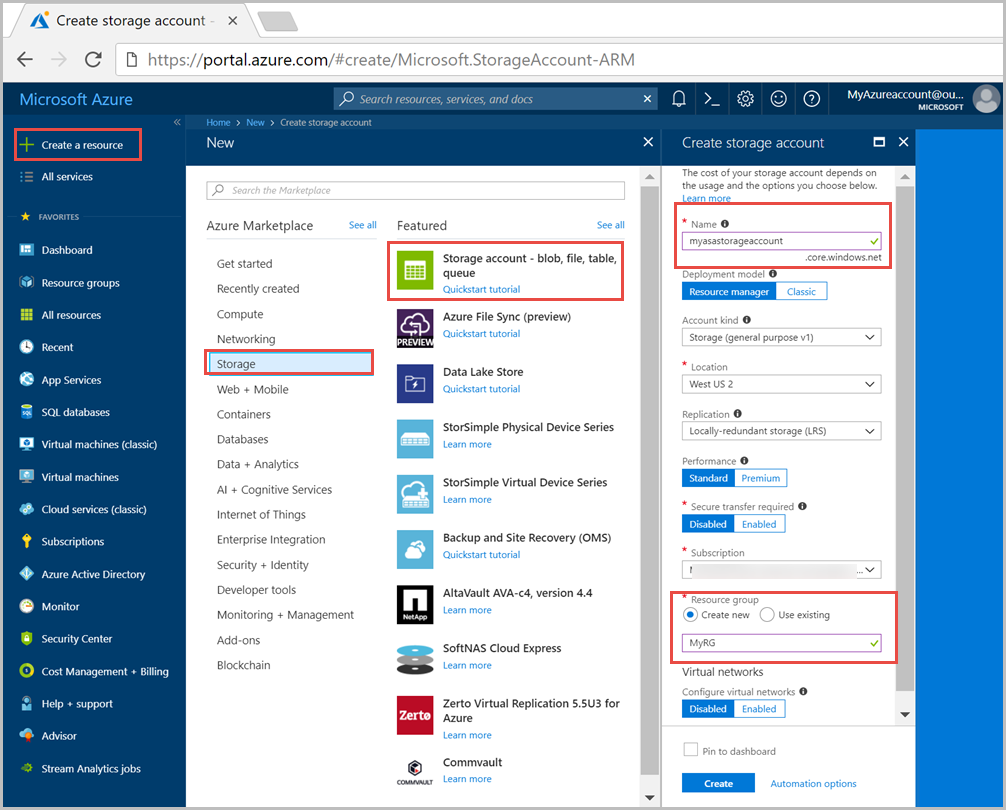 Create storage account -
https://portal.azure.com/#create/Microsoft.StorageAccount-ARM
Microsoft Azure
Search resources, services, and docs
MyAzureaccount@ou...
MICROSOFT
Create a resource
All services
FAVORITES
Dashboard
Resource groups
All resources
Recent
App Services
SQL databases
Virtual machines (classic)
Virtual machines
Cloud services (classic)
Subscriptions
Azure Active Directory
Monitor
Security Center
Cost Management + Billing
Help + support
Advisor
Stream Analytics jobs
Home > New > Create storage account
New
Search the Marketplace
Azure Marketplace See all
Get started
Recently created
Compute
Networking
Storage
Web + Mobile
Containers
Databases
Data + Analytics
AI + Cognitive Services
Internet of Things
Enterprise Integration
Security + Identity
Developer tools
Monitoring + Management
Add-ons
Blockchain
Featured See all
Storage account - blob, file, table,
queue
Quickstart tutorial
PREVIEW
Azure File Sync (preview)
Quickstart tutorial
Data Lake Store
Quickstart tutorial
StorSimple Physical Device Series
Learn more
StorSimple Virtual Device Series
Learn more
Backup and Site Recovery (OMS)
Quickstart tutorial
NetApp
AltaVault AVA-c4, version 4.4
Learn more
SoftNAS Cloud Express
Learn more
Zerto
Zerto Virtual Replication 5.5U3 for
Azure
Learn more
COMMVAULT
Commvault
Learn more
Create storage account
The cost of your storage account depends on
the usage and the options you choose below.
Learn more
* Name
myasastorageaccount
.core.windows.net
Deployment model
Resource manager Classic
Account kind
Storage (general purpose v1)
* Location
West US 2
Replication
Locally-redundant storage (LRS)
Performance
Standard Premium
* Secure transfer required
Disabled Enabled
* Subscription
...
* Resource group
Create new Use existing
MyRG
Virtual networks
Configure virtual networks
Disabled Enabled
Pin to dashboard
Create Automation options